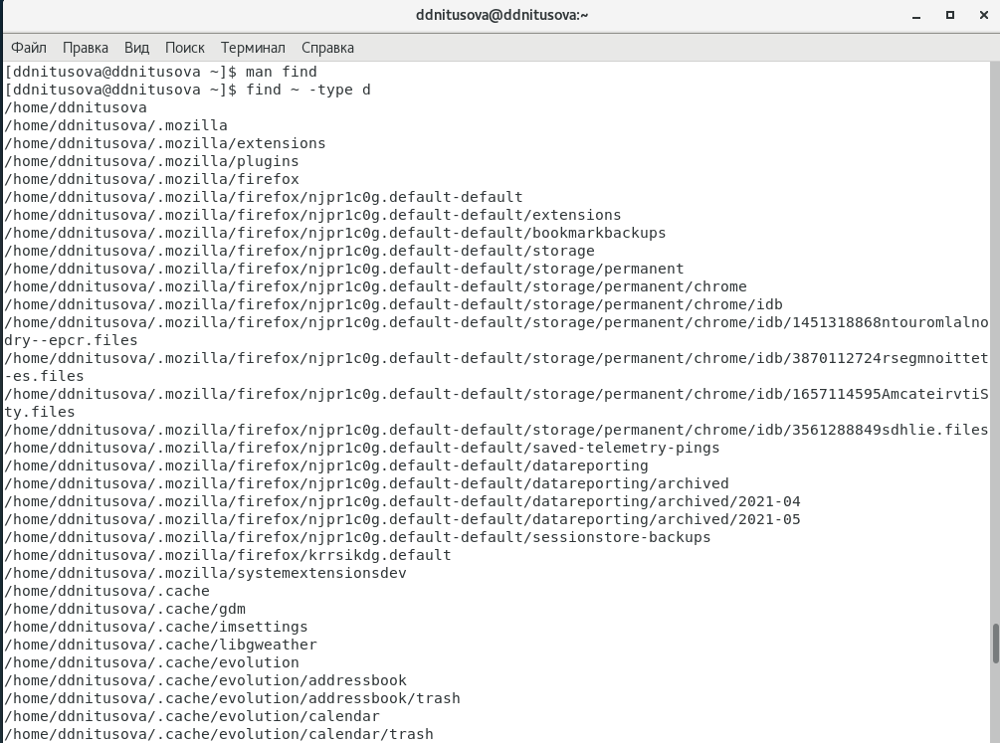 ddnitusova@ddnitusova:~
Файл Правка Вид Поиск Терминал Справка
[ddnitusova@ddnitusova ~]$ man find
[ddnitusova@ddnitusova ~]$ find ~ -type d
/home/ddnitusova
/home/ddnitusova/.mozilla
/home/ddnitusova/.mozilla/extensions
/home/ddnitusova/.mozilla/plugins
/home/ddnitusova/.mozilla/firefox
/home/ddnitusova/.mozilla/firefox/njpr1c0g.default-default
/home/ddnitusova/.mozilla/firefox/njpr1c0g.default-default/extensions
/home/ddnitusova/.mozilla/firefox/njpr1c0g.default-default/bookmarkbackups
/home/ddnitusova/.mozilla/firefox/njpr1c0g.default-default/storage
/home/ddnitusova/.mozilla/firefox/njpr1c0g.default-default/storage/permanent
/home/ddnitusova/.mozilla/firefox/njpr1c0g.default-default/storage/permanent/chrome
/home/ddnitusova/.mozilla/firefox/njpr1c0g.default-default/storage/permanent/chrome/idb
/home/ddnitusova/.mozilla/firefox/njpr1c0g.default-default/storage/permanent/chrome/idb/1451318868ntouromlalno
dry--epcr.files
/home/ddnitusova/.mozilla/firefox/njpr1c0g.default-default/storage/permanent/chrome/idb/3870112724rsegmnoittet
-es.files
/home/ddnitusova/.mozilla/firefox/njpr1c0g.default-default/storage/permanent/chrome/idb/1657114595AmcateirvtiS
ty.files
/home/ddnitusova/.mozilla/firefox/njpr1c0g.default-default/storage/permanent/chrome/idb/3561288849sdhlie.files
/home/ddnitusova/.mozilla/firefox/njpr1c0g.default-default/saved-telemetry-pings
/home/ddnitusova/.mozilla/firefox/njpr1c0g.default-default/datareporting
/home/ddnitusova/.mozilla/firefox/njpr1c0g.default-default/datareporting/archived
/home/ddnitusova/.mozilla/firefox/njpr1c0g.default-default/datareporting/archived/2021-04
/home/ddnitusova/.mozilla/firefox/njpr1c0g.default-default/datareporting/archived/2021-05
/home/ddnitusova/.mozilla/firefox/njpr1c0g.default-default/sessionstore-backups
/home/ddnitusova/.mozilla/firefox/krrsikdg.default
/home/ddnitusova/.mozilla/systemextensionsdev
/home/ddnitusova/.cache
/home/ddnitusova/.cache/gdm
/home/ddnitusova/.cache/imsettings
/home/ddnitusova/.cache/libgweather
/home/ddnitusova/.cache/evolution
/home/ddnitusova/.cache/evolution/addressbook
/home/ddnitusova/.cache/evolution/addressbook/trash
/home/ddnitusova/.cache/evolution/calendar
/home/ddnitusova/.cache/evolution/calendar/trash